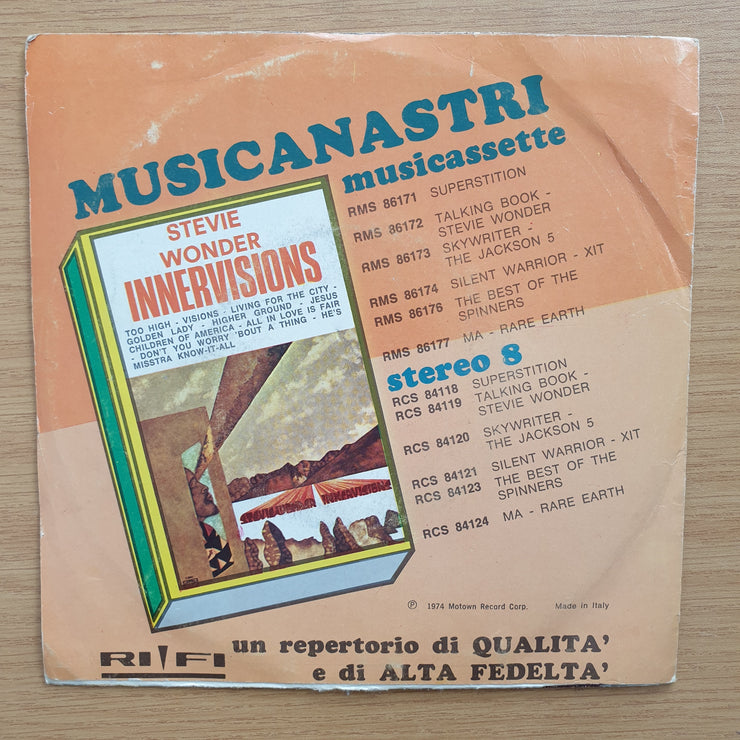 MUSICANASTRI
musicassette
RMS 86171 SUPERSTITION
RMS 86172 TALKING BOOK -
STEVIE WONDER
RMS 86173 SKYWRITER -
THE JACKSON 5
RMS 86174 SILENT WARRIOR - XIT
RMS 86176 THE BEST OF THE
SPINNERS
RMS 86177 MA - RARE EARTH
stereo 8
RCS 84118 SUPERSTITION
RCS 84119 TALKING BOOK -
STEVIE WONDER
RCS 84120 SKYWRITER -
THE JACKSON 5
RCS 84121 SILENT WARRIOR - XIT
RCS 84123 THE BEST OF THE
SPINNERS
RCS 84124 MA - RARE EARTH
STEVIE
WONDER
INNERVISIONS
TOO HIGH - VISIONS - LIVING FOR THE CITY -
GOLDEN LADY - HIGHER GROUND - JESUS
CHILDREN OF AMERICA - ALL IN LOVE IS FAIR
- DON'T YOU WORRY 'BOUT A THING - HE'S
MISSTRA KNOW-IT-ALL
STEVIE WONDER INNERVISIONS
Ⓟ 1974 Motown Record Corp. Made in Italy
RI/FI
un repertorio di QUALITA'
e di ALTA FEDELTA'